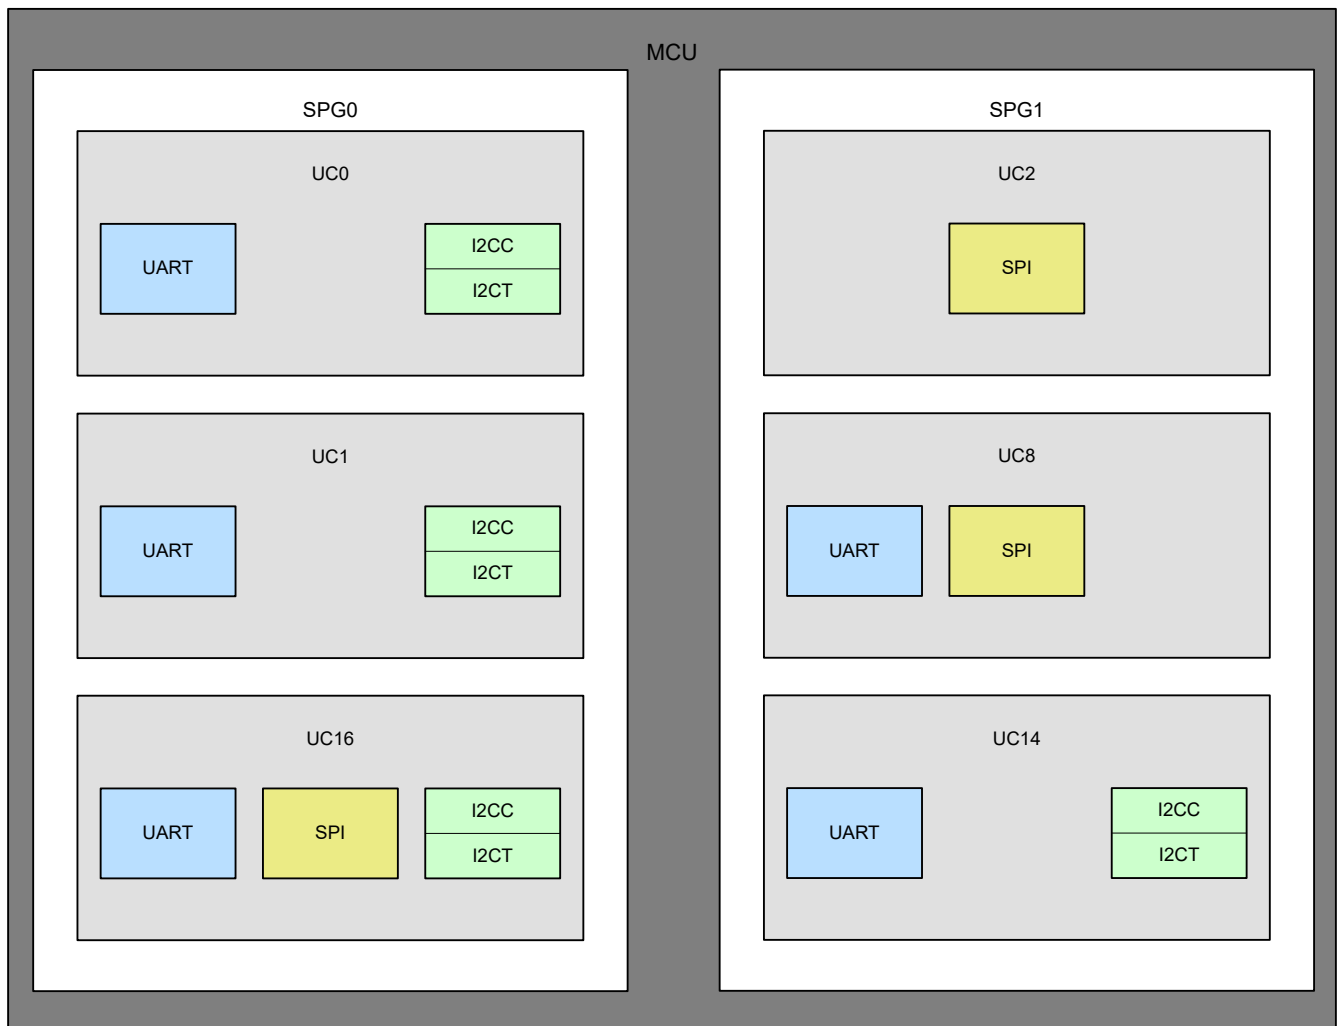 MCU
SPG0
UC0
UART
I2CC
I2CT
UC1
UART
I2CC
I2CT
UC16
UART
SPI
I2CC
I2CT
SPG1
UC2
SPI
UC8
UART
SPI
UC14
UART
I2CC
I2CT